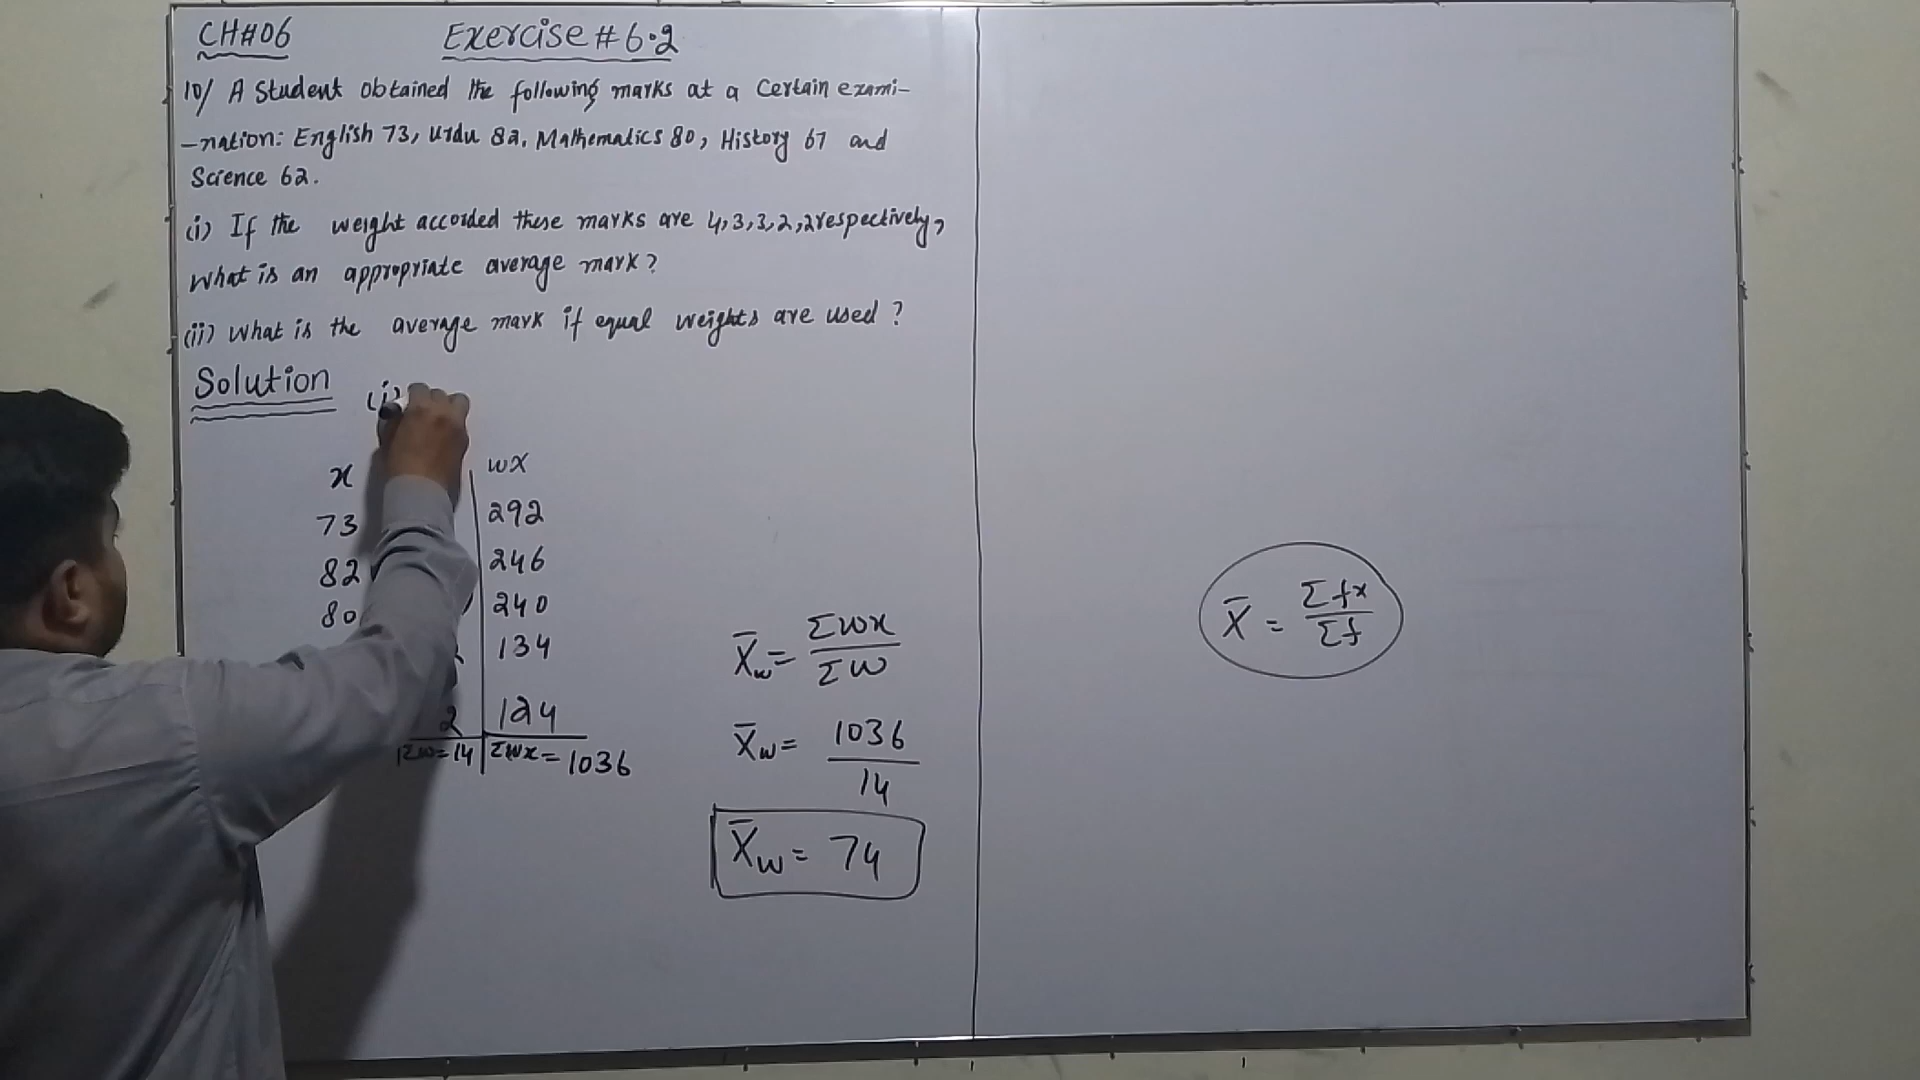 CH#06 Exercise #6.2
10/ A Student obtained the following marks at a Certain exami-
-nation: English 73, Urdu 82, Mathematics 80, History 67 and
Science 62.
(i) If the weight accorded these marks are 4,3,3,2,2 respectively,
What is an appropriate average mark?
(ii) What is the average mark if equal weights are used?
Solution (i)
x wx
73 292
82 246
80 240
134
2 124
Σw=14 Σwx=1036
X̄w = Σwx / Σw
X̄w = 1036 / 14
X̄w = 74
X̄ = Σfx / Σf